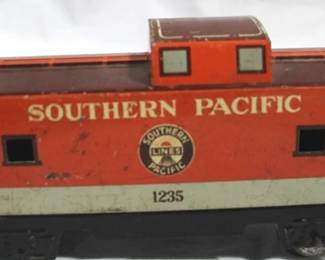 SOUTHERN PACIFIC
SOUTHERN
LINES
PACIFIC
1235